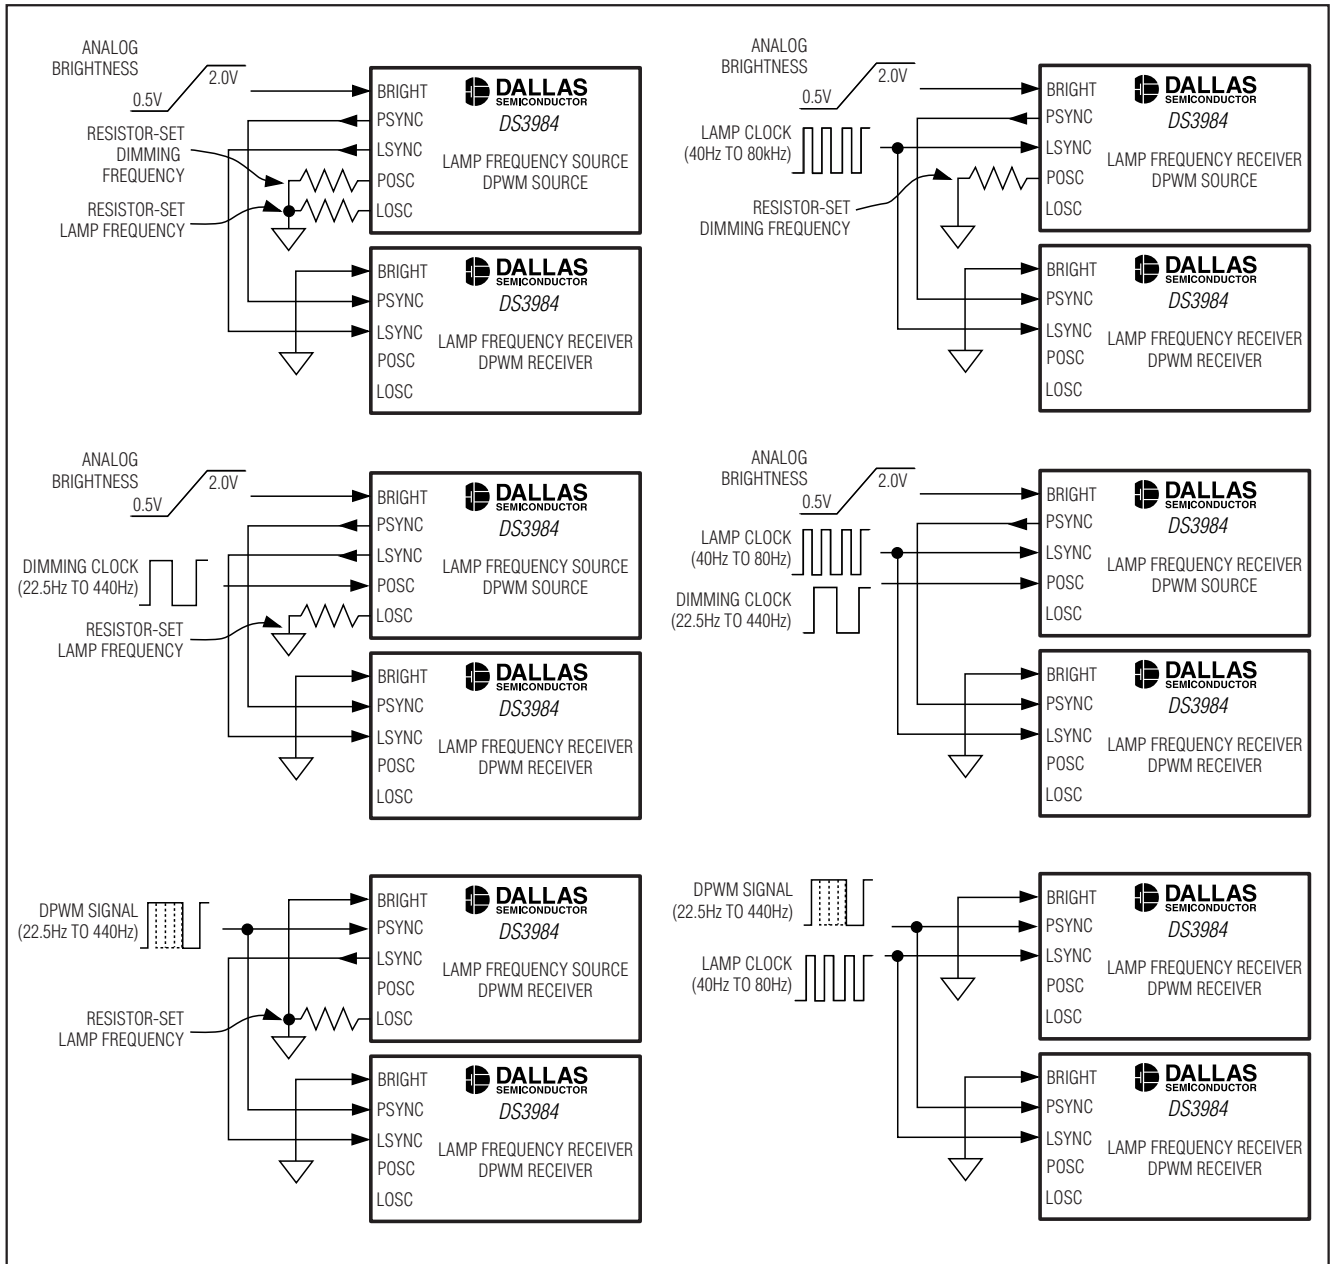 ANALOG
BRIGHTNESS
0.5V
2.0V
RESISTOR-SET
DIMMING
FREQUENCY
RESISTOR-SET
LAMP FREQUENCY
BRIGHT
PSYNC
LSYNC
POSC
LOSC
DALLAS
SEMICONDUCTOR
DS3984
LAMP FREQUENCY SOURCE
DPWM SOURCE
BRIGHT
PSYNC
LSYNC
POSC
LOSC
DALLAS
SEMICONDUCTOR
DS3984
LAMP FREQUENCY RECEIVER
DPWM RECEIVER
ANALOG
BRIGHTNESS
0.5V
2.0V
LAMP CLOCK
(40Hz TO 80kHz)
RESISTOR-SET
DIMMING FREQUENCY
BRIGHT
PSYNC
LSYNC
POSC
LOSC
DALLAS
SEMICONDUCTOR
DS3984
LAMP FREQUENCY RECEIVER
DPWM SOURCE
BRIGHT
PSYNC
LSYNC
POSC
LOSC
DALLAS
SEMICONDUCTOR
DS3984
LAMP FREQUENCY RECEIVER
DPWM RECEIVER
ANALOG
BRIGHTNESS
0.5V
2.0V
DIMMING CLOCK
(22.5Hz TO 440Hz)
RESISTOR-SET
LAMP FREQUENCY
BRIGHT
PSYNC
LSYNC
POSC
LOSC
DALLAS
SEMICONDUCTOR
DS3984
LAMP FREQUENCY SOURCE
DPWM SOURCE
BRIGHT
PSYNC
LSYNC
POSC
LOSC
DALLAS
SEMICONDUCTOR
DS3984
LAMP FREQUENCY RECEIVER
DPWM RECEIVER
ANALOG
BRIGHTNESS
0.5V
2.0V
LAMP CLOCK
(40Hz TO 80Hz)
DIMMING CLOCK
(22.5Hz TO 440Hz)
BRIGHT
PSYNC
LSYNC
POSC
LOSC
DALLAS
SEMICONDUCTOR
DS3984
LAMP FREQUENCY RECEIVER
DPWM SOURCE
BRIGHT
PSYNC
LSYNC
POSC
LOSC
DALLAS
SEMICONDUCTOR
DS3984
LAMP FREQUENCY RECEIVER
DPWM RECEIVER
DPWM SIGNAL
(22.5Hz TO 440Hz)
RESISTOR-SET
LAMP FREQUENCY
BRIGHT
PSYNC
LSYNC
POSC
LOSC
DALLAS
SEMICONDUCTOR
DS3984
LAMP FREQUENCY SOURCE
DPWM RECEIVER
BRIGHT
PSYNC
LSYNC
POSC
LOSC
DALLAS
SEMICONDUCTOR
DS3984
LAMP FREQUENCY RECEIVER
DPWM RECEIVER
DPWM SIGNAL
(22.5Hz TO 440Hz)
LAMP CLOCK
(40Hz TO 80Hz)
BRIGHT
PSYNC
LSYNC
POSC
LOSC
DALLAS
SEMICONDUCTOR
DS3984
LAMP FREQUENCY RECEIVER
DPWM RECEIVER
BRIGHT
PSYNC
LSYNC
POSC
LOSC
DALLAS
SEMICONDUCTOR
DS3984
LAMP FREQUENCY RECEIVER
DPWM RECEIVER